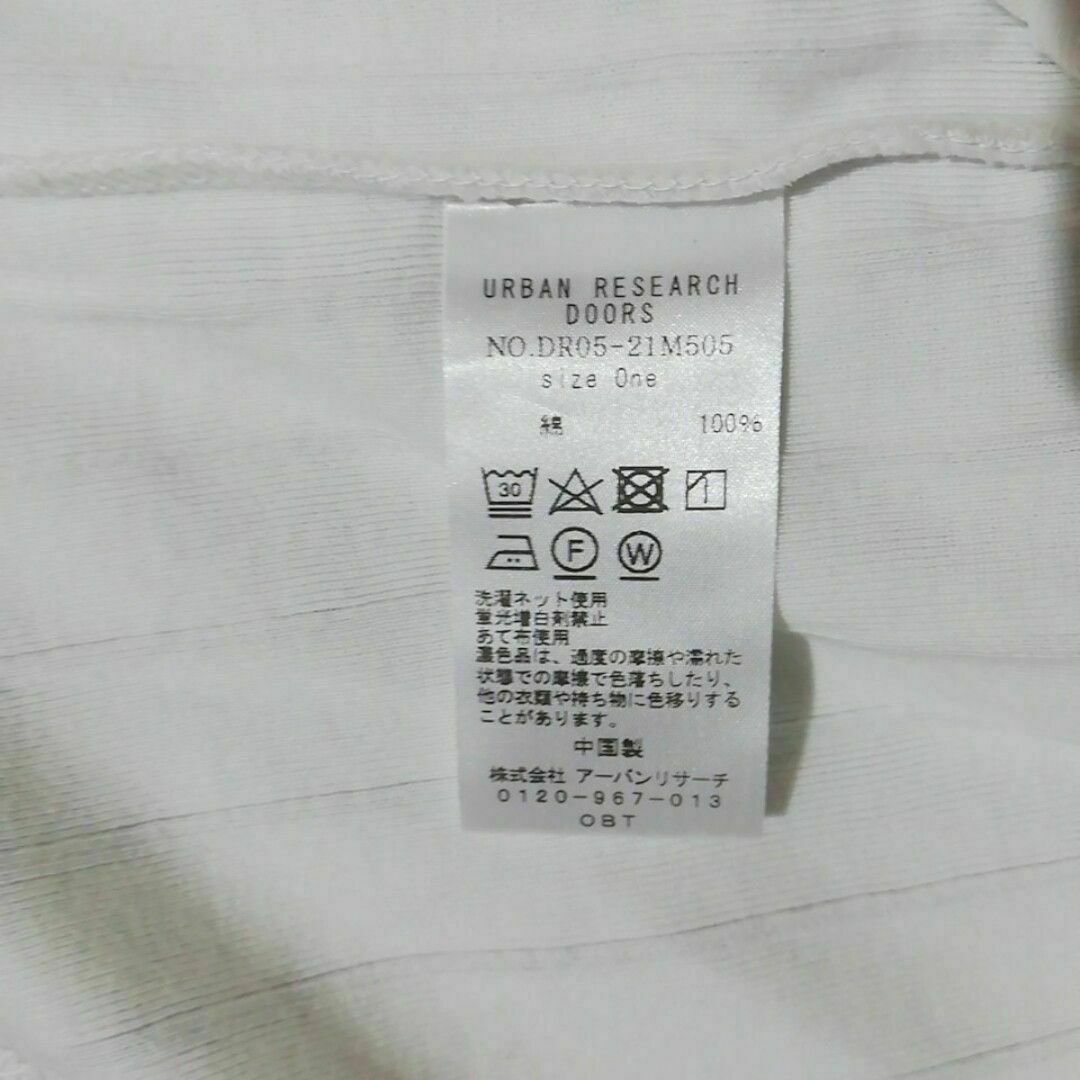 URBAN RESEARCH
DOORS
NO.DR05-21M505
size One
綿 100%
30
F W
洗濯ネット使用
蛍光増白剤禁止
あて布使用
濃色品は、過度の摩擦や濡れた
状態での摩擦で色落ちしたり、
他の衣類や持ち物に色移りする
ことがあります。
中国製
株式会社 アーバンリサーチ
0120-967-013
OBT